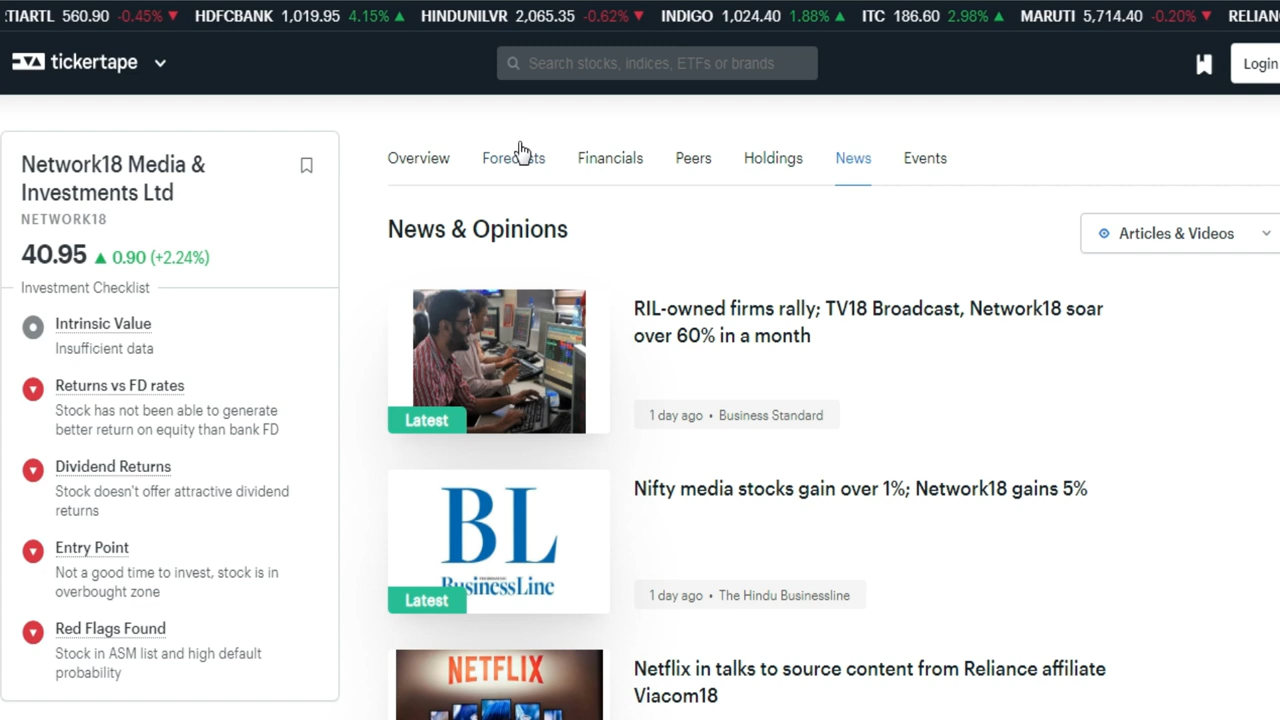 TIARTL 560.90 -0.45% ▼ HDFCBANK 1,019.95 4.15% ▲ HINDUNILVR 2,065.35 -0.62% ▼ INDIGO 1,024.40 1.88% ▲ ITC 186.60 2.98% ▲ MARUTI 5,714.40 -0.20% ▼ RELIAN
tickertape
Search stocks, indices, ETFs or brands
Login
Network18 Media &
Investments Ltd
NETWORK18
40.95 ▲ 0.90 (+2.24%)
Investment Checklist
Intrinsic Value
Insufficient data
Returns vs FD rates
Stock has not been able to generate
better return on equity than bank FD
Dividend Returns
Stock doesn't offer attractive dividend
returns
Entry Point
Not a good time to invest, stock is in
overbought zone
Red Flags Found
Stock in ASM list and high default
probability
Overview Forecasts Financials Peers Holdings News Events
News & Opinions
Articles & Videos
Latest
RIL-owned firms rally; TV18 Broadcast, Network18 soar
over 60% in a month
1 day ago • Business Standard
BL
BusinessLine
Latest
Nifty media stocks gain over 1%; Network18 gains 5%
1 day ago • The Hindu Businessline
NETFLIX
Netflix in talks to source content from Reliance affiliate
Viacom18